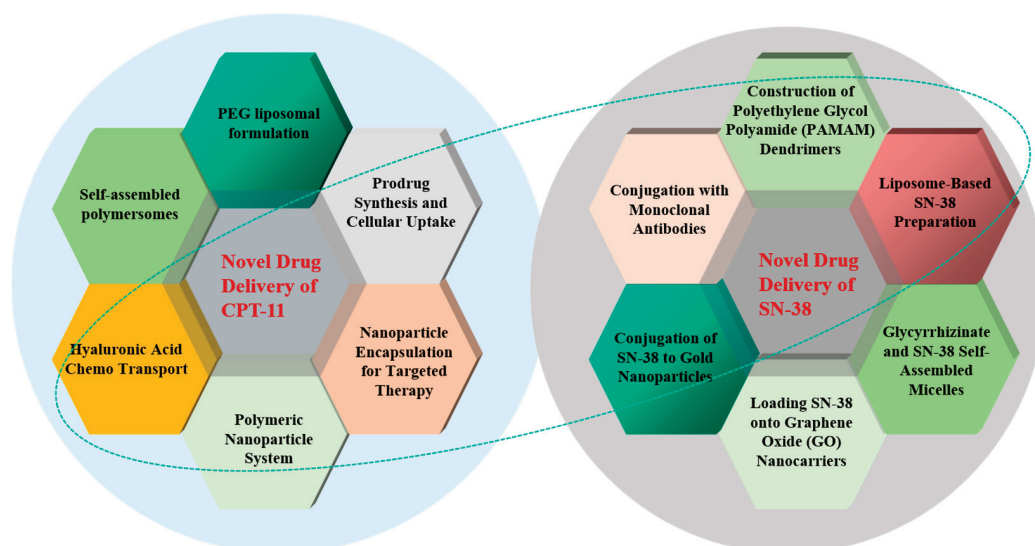 PEG liposomal
formulation
Self-assembled
polymersomes
Prodrug
Synthesis and
Cellular Uptake
Novel Drug
Delivery of
CPT-11
Hyaluronic Acid
Chemo Transport
Nanoparticle
Encapsulation
for Targeted
Therapy
Polymeric
Nanoparticle
System
Construction of
Polyethylene Glycol
Polyamide (PAMAM)
Dendrimers
Conjugation with
Monoclonal
Antibodies
Liposome-Based
SN-38
Preparation
Novel Drug
Delivery of
SN-38
Conjugation of
SN-38 to Gold
Nanoparticles
Glycyrrhizinate
and SN-38 Self-
Assembled
Micelles
Loading SN-38
onto Graphene
Oxide (GO)
Nanocarriers